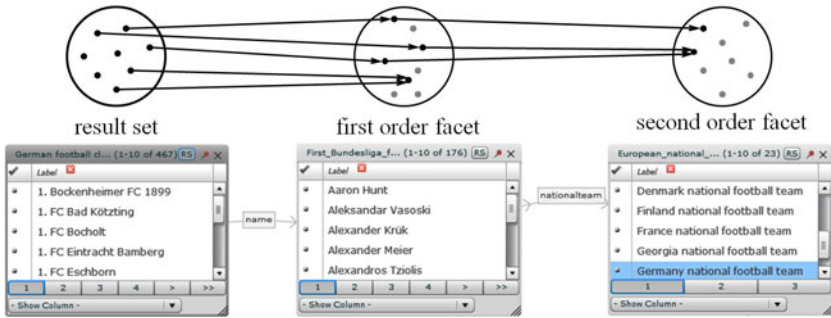 result set
first order facet
second order facet
German football cl... (1-10 of 467) RS
Label
1. Bockenheimer FC 1899
1. FC Bad Kötzting
1. FC Bocholt
1. FC Eintracht Bamberg
1. FC Eschborn
1 2 3 4 > >>
- Show Column -
name
First_Bundesliga_f... (1-10 of 176) RS
Label
Aaron Hunt
Aleksandar Vasoski
Alexander Krük
Alexander Meier
Alexandros Tziolis
1 2 3 4 > >>
- Show Column -
nationalteam
European_national_... (1-10 of 23) RS
Label
Denmark national football team
Finland national football team
France national football team
Georgia national football team
Germany national football team
1 2 3
- Show Column -